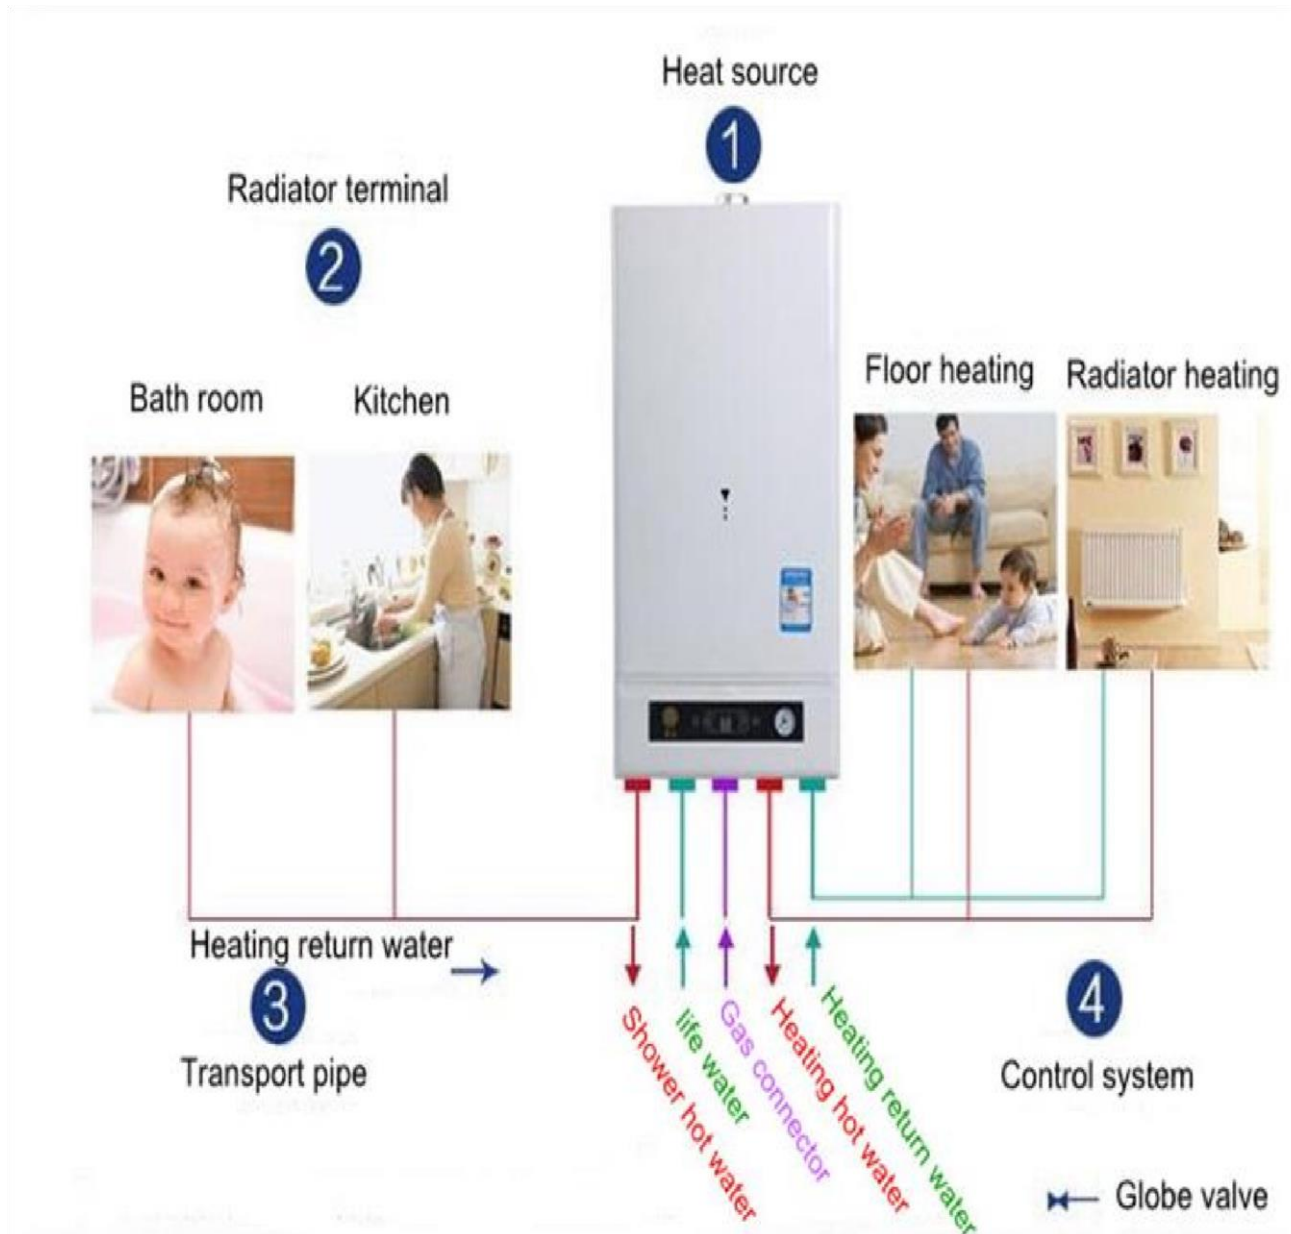 Heat source
1
Radiator terminal
2
Floor heating
Radiator heating
Bath room
Kitchen
Heating return water
3
Transport pipe
Shower hot water
life water
Gas connector
Heating hot water
Heating return water
4
Control system
Globe valve